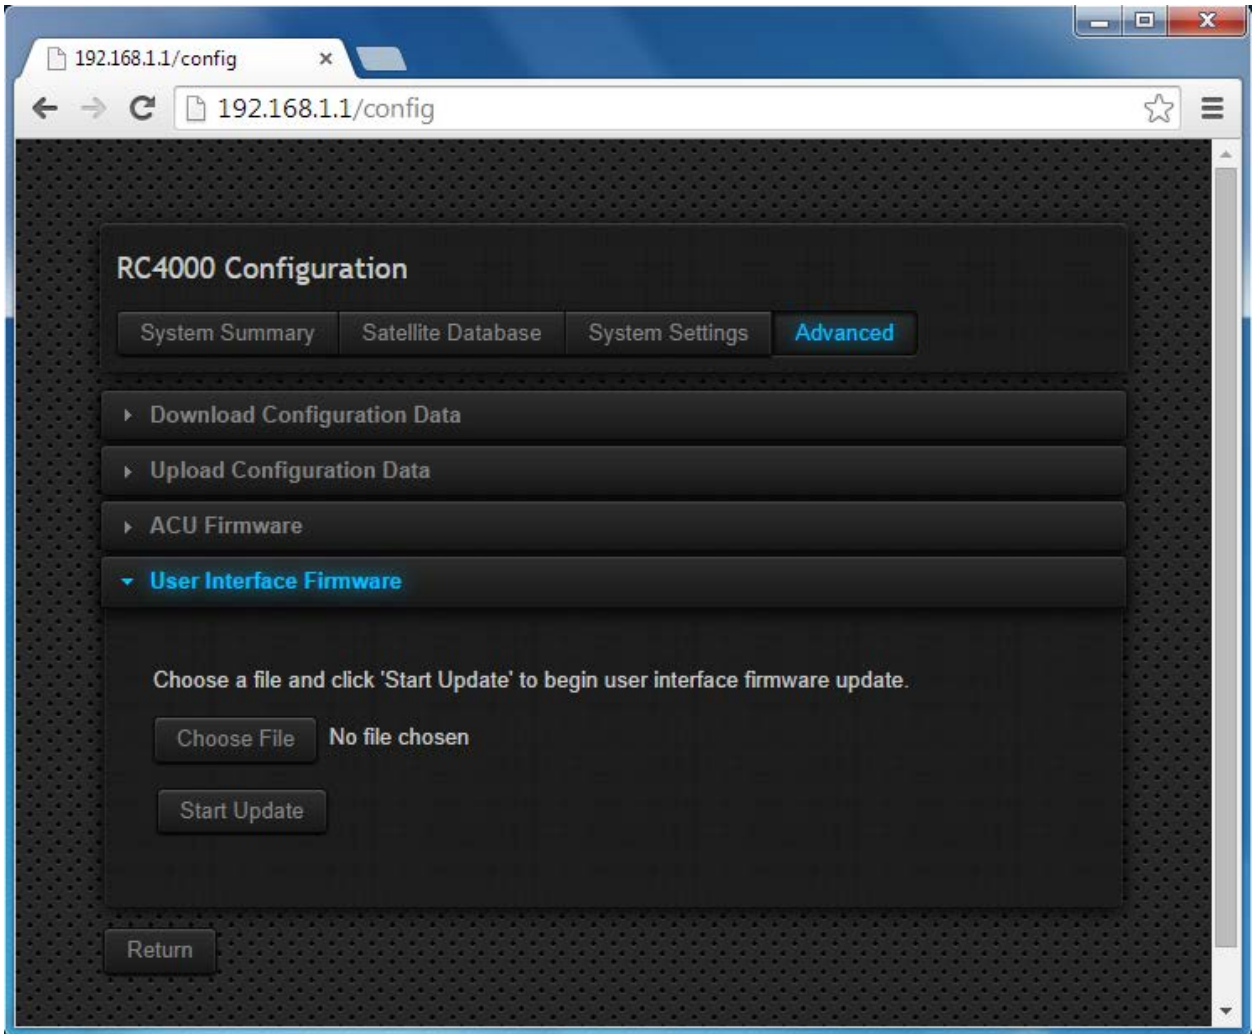 192.168.1.1/config
192.168.1.1/config
RC4000 Configuration
System Summary Satellite Database System Settings Advanced
Download Configuration Data
Upload Configuration Data
ACU Firmware
User Interface Firmware
Choose a file and click 'Start Update' to begin user interface firmware update.
Choose File No file chosen
Start Update
Return